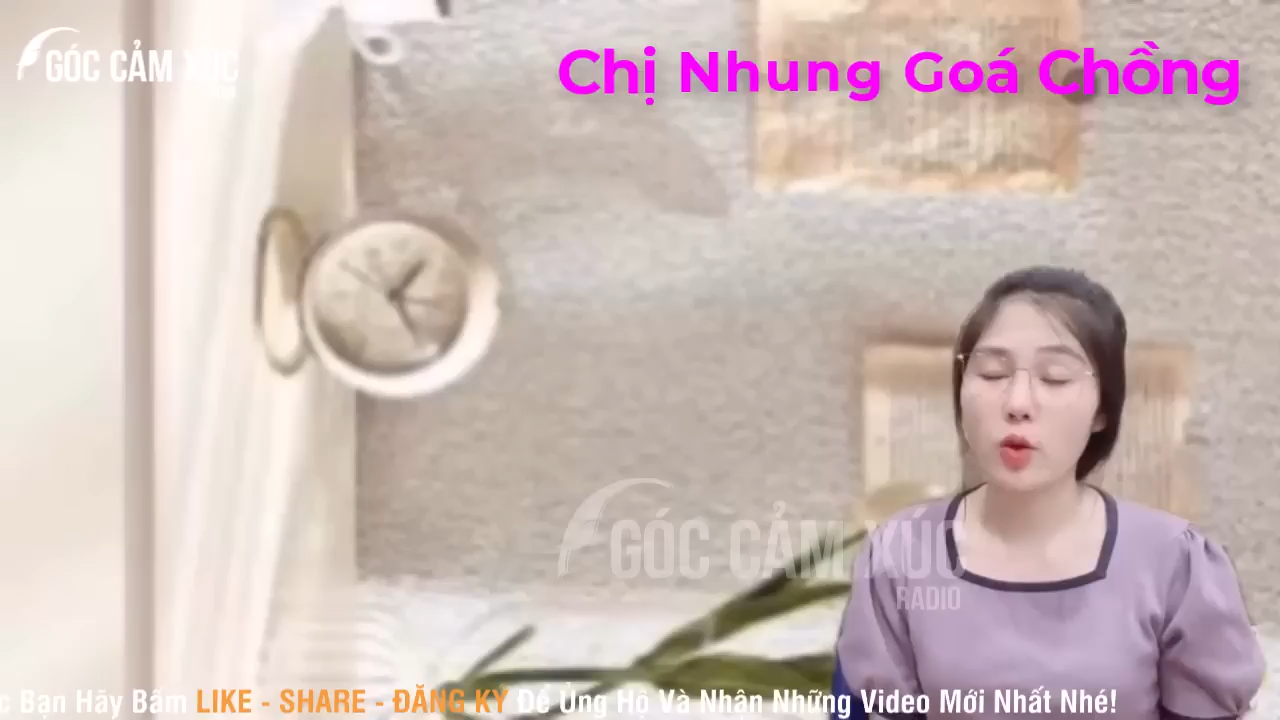 GÓC CẢM XÚC
Chị Nhung Goá Chồng
GÓC CẢM XÚC
RADIO
Bạn Hãy Bấm LIKE - SHARE - ĐĂNG KÝ Để Ủng Hộ Và Nhận Những Video Mới Nhất Nhé!